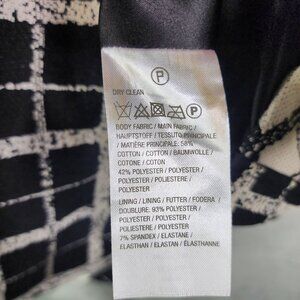 P
DRY CLEAN
P
BODY FABRIC / MAIN FABRIC /
HAUPTSTOFF / TESSUTO PRINCIPALE
/ MATIÈRE PRINCIPALE: 58%
COTTON / COTTON / BAUNWOLLE /
COTONE / COTON
42% POLYESTER / POLYESTER /
POLYESTER / POLIESTERE /
POLYESTER
LINING / LINING / FUTTER / FODERA /
DOUBLURE: 93% POLYESTER /
POLYESTER / POLYESTER /
POLIESTERE / POLYESTER
7% SPANDEX / ELASTANE /
ELASTHAN / ELASTAN / ÉLASTHANNE